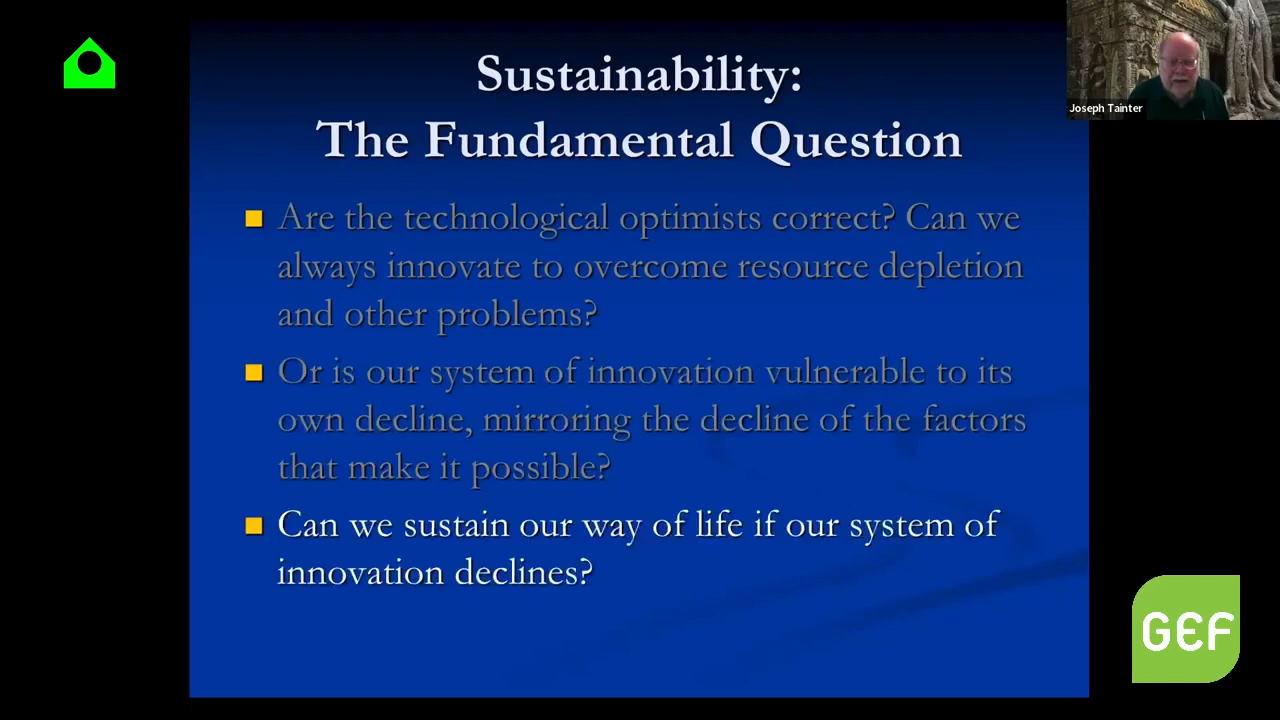 Sustainability:
The Fundamental Question
Are the technological optimists correct? Can we
always innovate to overcome resource depletion
and other problems?
Or is our system of innovation vulnerable to its
own decline, mirroring the decline of the factors
that make it possible?
Can we sustain our way of life if our system of
innovation declines?
Joseph Tainter
GEF